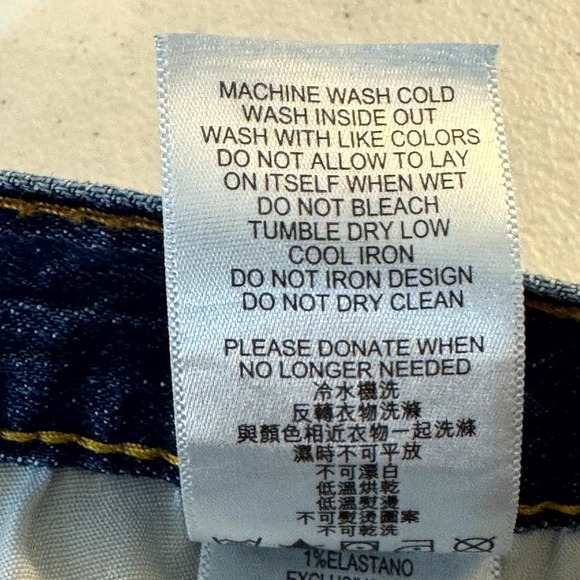 MACHINE WASH COLD
WASH INSIDE OUT
WASH WITH LIKE COLORS
DO NOT ALLOW TO LAY
ON ITSELF WHEN WET
DO NOT BLEACH
TUMBLE DRY LOW
COOL IRON
DO NOT IRON DESIGN
DO NOT DRY CLEAN
PLEASE DONATE WHEN
NO LONGER NEEDED
冷水機洗
反轉衣物洗滌
與顏色相近衣物一起洗滌
濕時不可平放
不可漂白
低溫烘乾
低溫熨燙
不可熨燙圖案
不可乾洗
1%ELASTANO